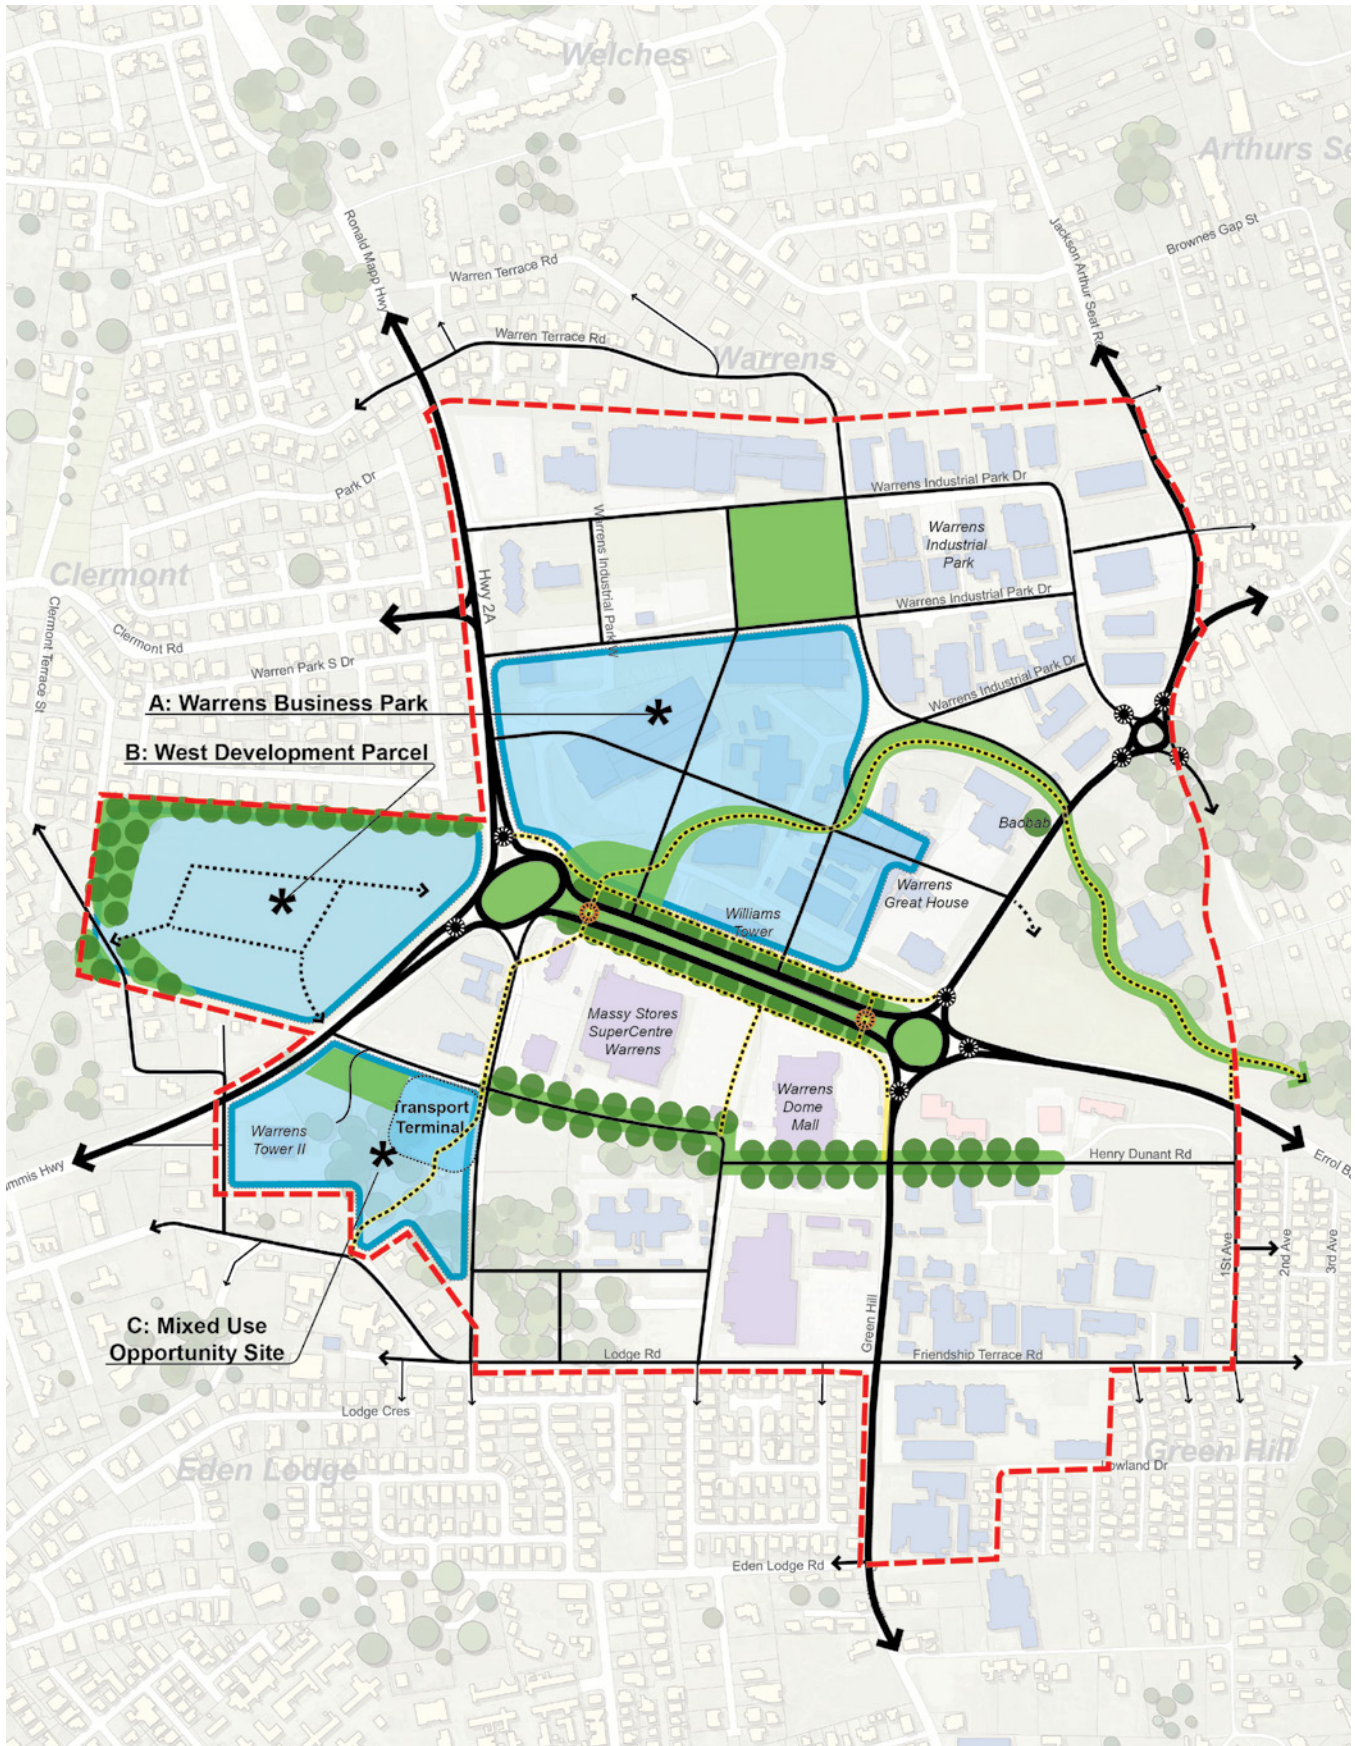 Welches
Arthurs Se
Ronald Mapp Hwy
Jackson Arthur Seat R
Brownes Gap St
Warren Terrace Rd
Warren Terrace Rd
Warrens
Park Dr
Warrens Industrial Park Dr
Warrens Industrial Park W
Warrens
Industrial
Park
Clermont
Hwy 2A
Warrens Industrial Park Dr
Clermont Terrace St
Clermont Rd
Warren Park S Dr
Warrens Industrial Park Dr
A: Warrens Business Park
B: West Development Parcel
Baobab
Warrens
Great House
Williams
Tower
Massy Stores
SuperCentre
Warrens
Warrens
Dome
Mall
Transport
Terminal
Warrens
Tower II
Henry Dunant Rd
Errol Ba
mmis Hwy
1St Ave
2nd Ave
3rd Ave
C: Mixed Use
Opportunity Site
Green Hill
Lodge Rd
Friendship Terrace Rd
Lodge Cres
Eden Lodge
Green Hill
Lowland Dr
Eden Lodge Rd